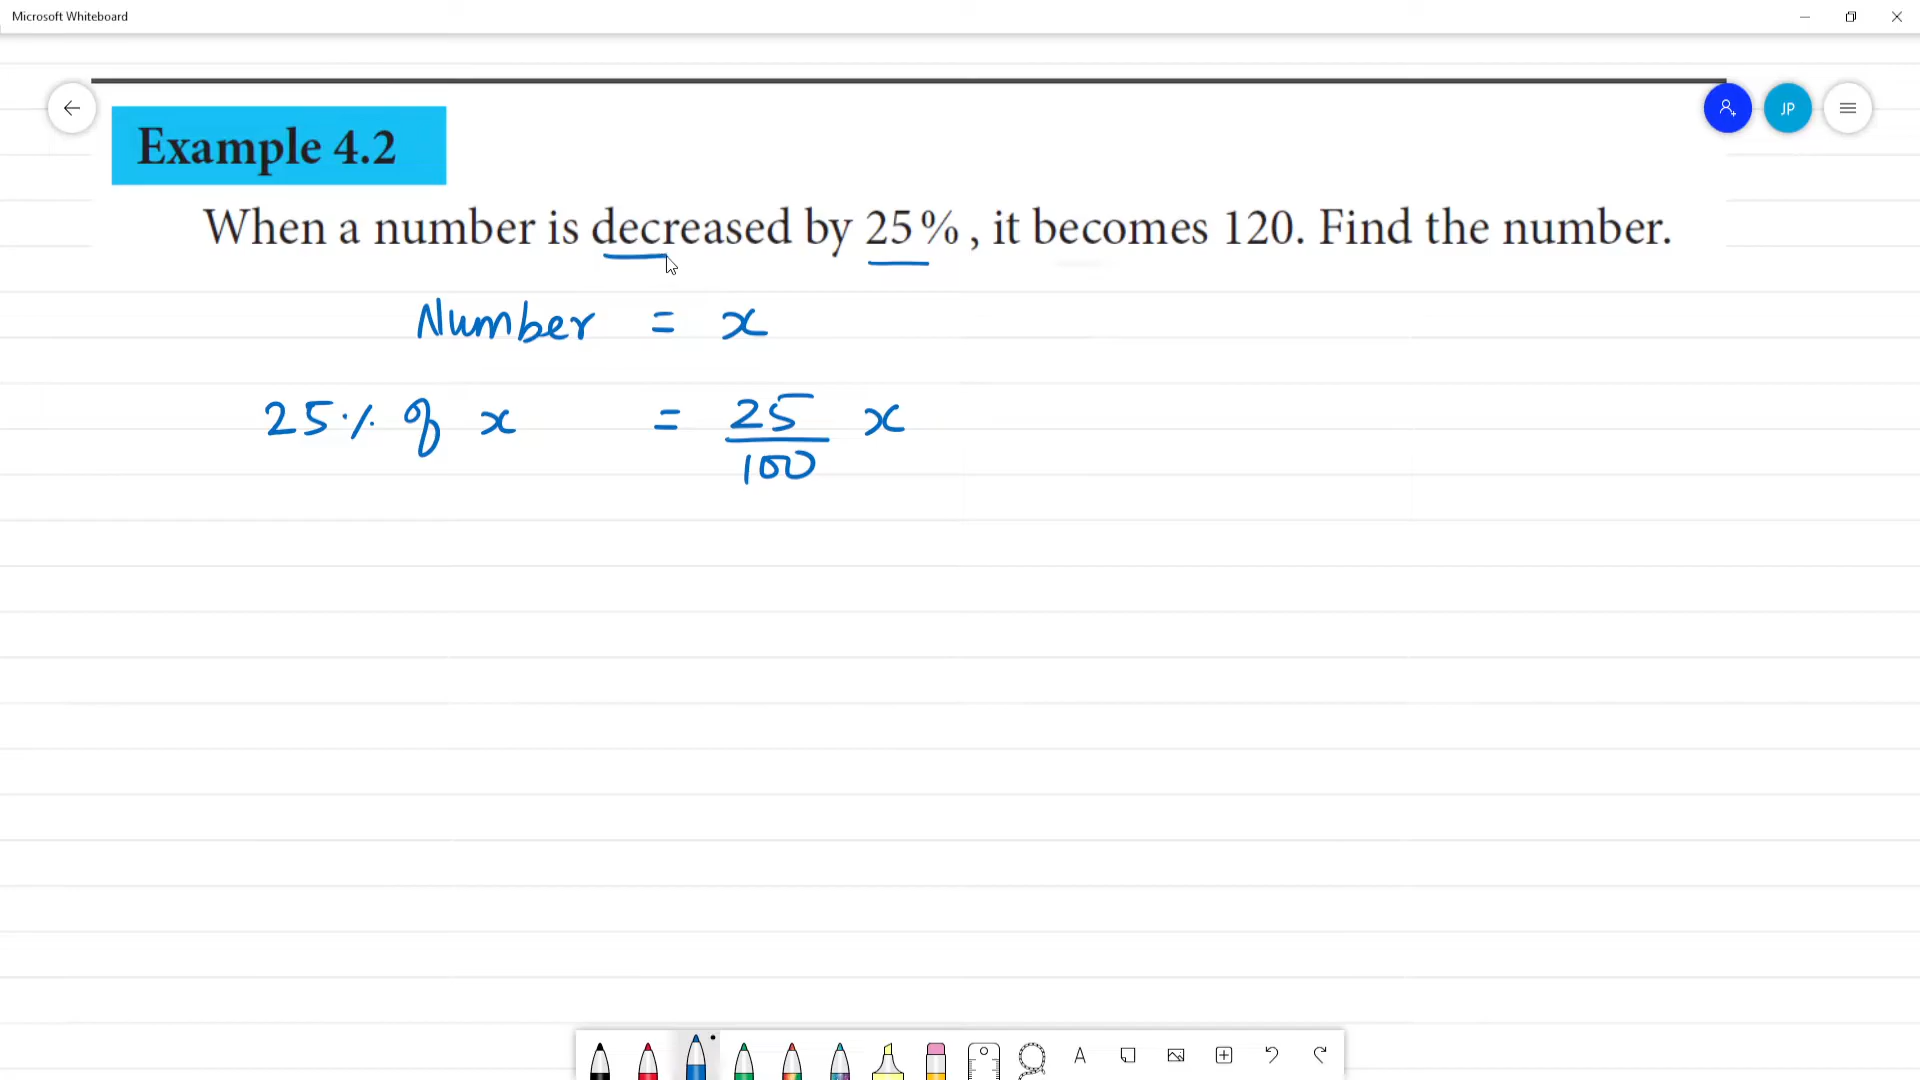 Microsoft Whiteboard
JP
Example 4.2
When a number is decreased by 25%, it becomes 120. Find the number.
Number = x
25% of x = 25/100 x
A